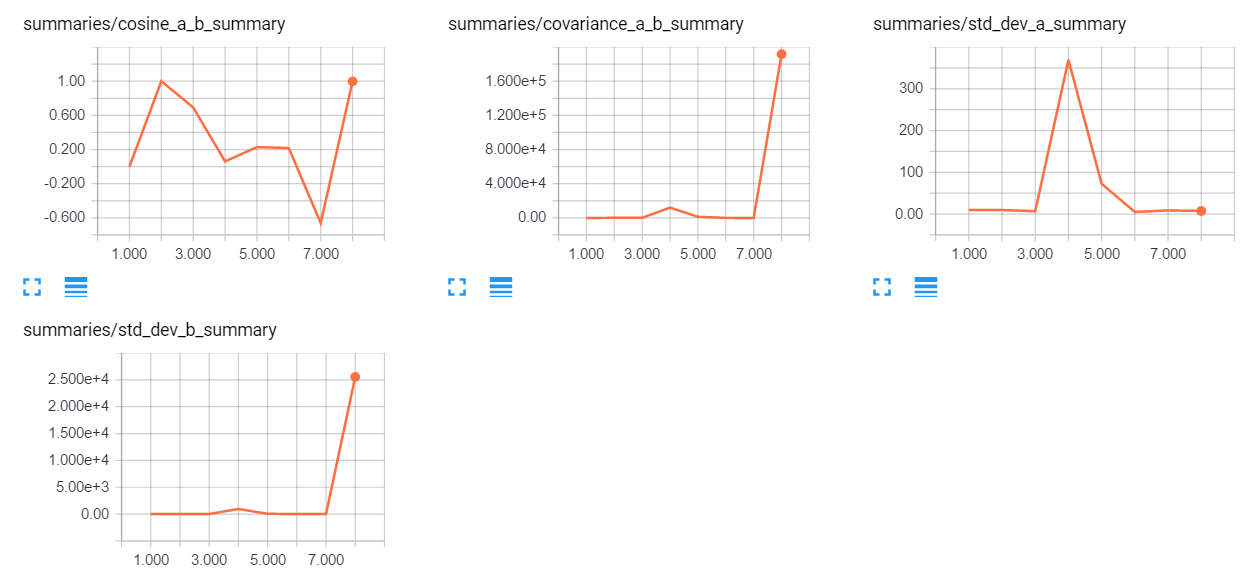 summaries/cosine_a_b_summary
1.00
0.600
0.200
-0.200
-0.600
1.000 3.000 5.000 7.000
summaries/covariance_a_b_summary
1.600e+5
1.200e+5
8.000e+4
4.000e+4
0.00
1.000 3.000 5.000 7.000
summaries/std_dev_a_summary
300
200
100
0.00
1.000 3.000 5.000 7.000
summaries/std_dev_b_summary
2.500e+4
2.000e+4
1.500e+4
1.000e+4
5.00e+3
0.00
1.000 3.000 5.000 7.000